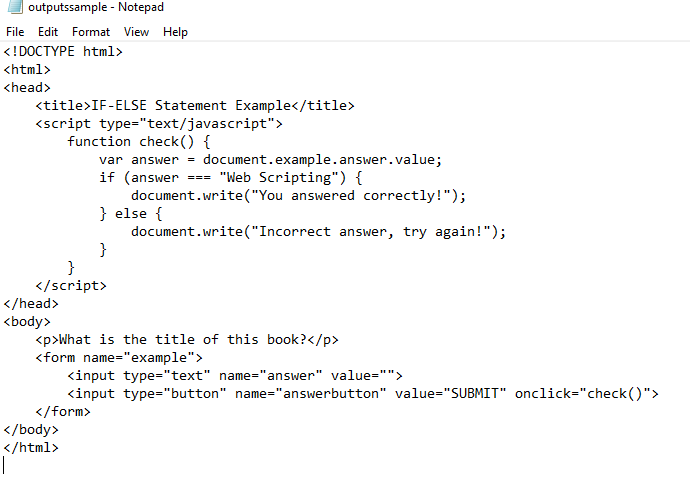 outputssample - Notepad
File Edit Format View Help
<!DOCTYPE html>
<html>
<head>
    <title>IF-ELSE Statement Example</title>
    <script type="text/javascript">
        function check() {
            var answer = document.example.answer.value;
            if (answer === "Web Scripting") {
                document.write("You answered correctly!");
            } else {
                document.write("Incorrect answer, try again!");
            }
        }
    </script>
</head>
<body>
    <p>What is the title of this book?</p>
    <form name="example">
        <input type="text" name="answer" value="">
        <input type="button" name="answerbutton" value="SUBMIT" onclick="check()">
    </form>
</body>
</html>